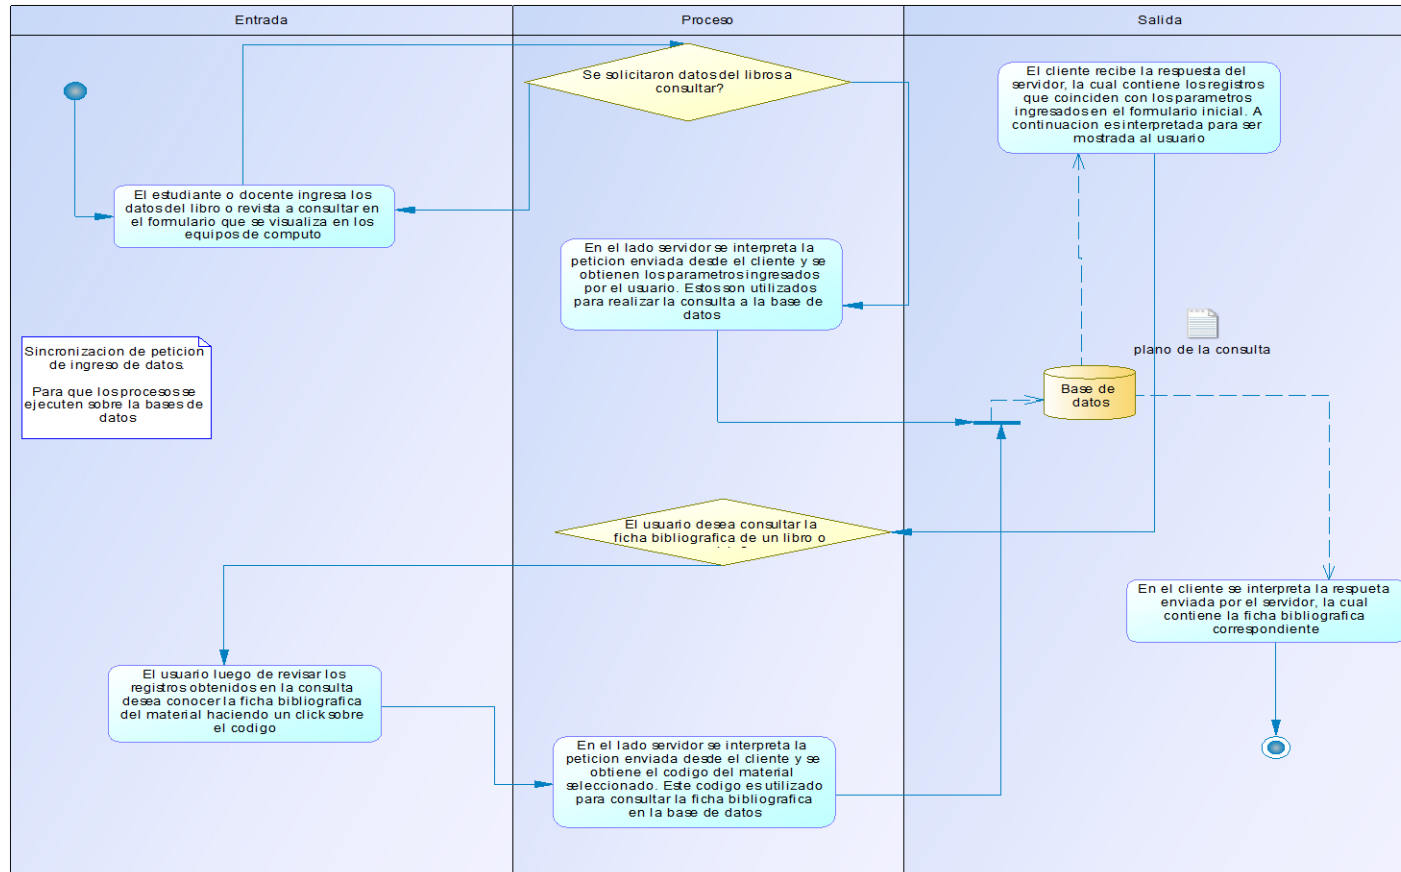 Entrada
Proceso
Salida
Se solicitaron datos del libros a
consultar?
El cliente recibe la respuesta del
servidor, la cual contiene los registros
que coinciden con los parametros
ingresados en el formulario inicial. A
continuacion es interpretada para ser
mostrada al usuario
El estudiante o docente ingresa los
datos del libro o revista a consultar en
el formulario que se visualiza en los
equipos de computo
En el lado servidor se interpreta la
peticion enviada desde el cliente y se
obtienen los parametros ingresados
por el usuario. Estos son utilizados
para realizar la consulta a la base de
datos
Sincronizacion de peticion
de ingreso de datos.
Para que los procesos se
ejecuten sobre la bases de
datos
plano de la consulta
Base de
datos
El usuario desea consultar la
ficha bibliografica de un libro o
En el cliente se interpreta la respueta
enviada por el servidor, la cual
contiene la ficha bibliografica
correspondiente
El usuario luego de revisar los
registros obtenidos en la consulta
desea conocer la ficha bibliografica
del material haciendo un click sobre
el codigo
En el lado servidor se interpreta la
peticion enviada desde el cliente y se
obtiene el codigo del material
seleccionado. Este codigo es utilizado
para consultar la ficha bibliografica
en la base de datos